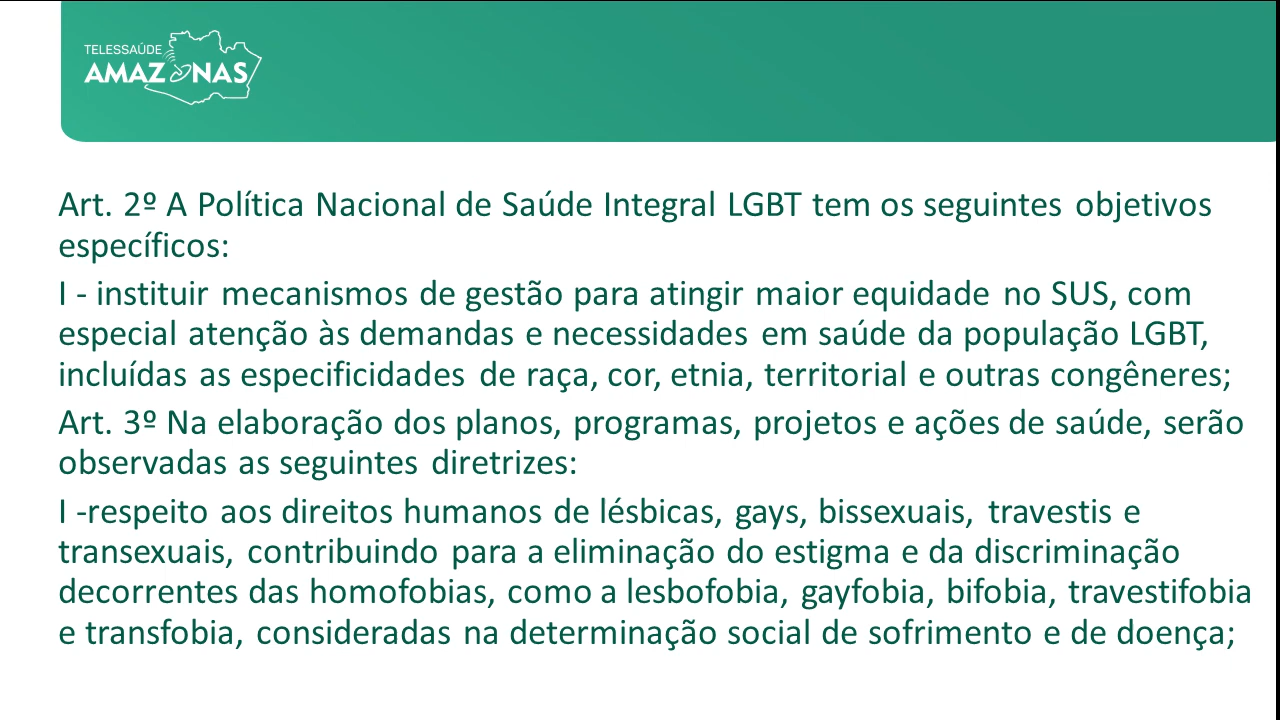 TELESSAÚDE
AMAZONAS
Art. 2º A Política Nacional de Saúde Integral LGBT tem os seguintes objetivos
específicos:
I - instituir mecanismos de gestão para atingir maior equidade no SUS, com
especial atenção às demandas e necessidades em saúde da população LGBT,
incluídas as especificidades de raça, cor, etnia, territorial e outras congêneres;
Art. 3º Na elaboração dos planos, programas, projetos e ações de saúde, serão
observadas as seguintes diretrizes:
I -respeito aos direitos humanos de lésbicas, gays, bissexuais, travestis e
transexuais, contribuindo para a eliminação do estigma e da discriminação
decorrentes das homofobias, como a lesbofobia, gayfobia, bifobia, travestifobia
e transfobia, consideradas na determinação social de sofrimento e de doença;